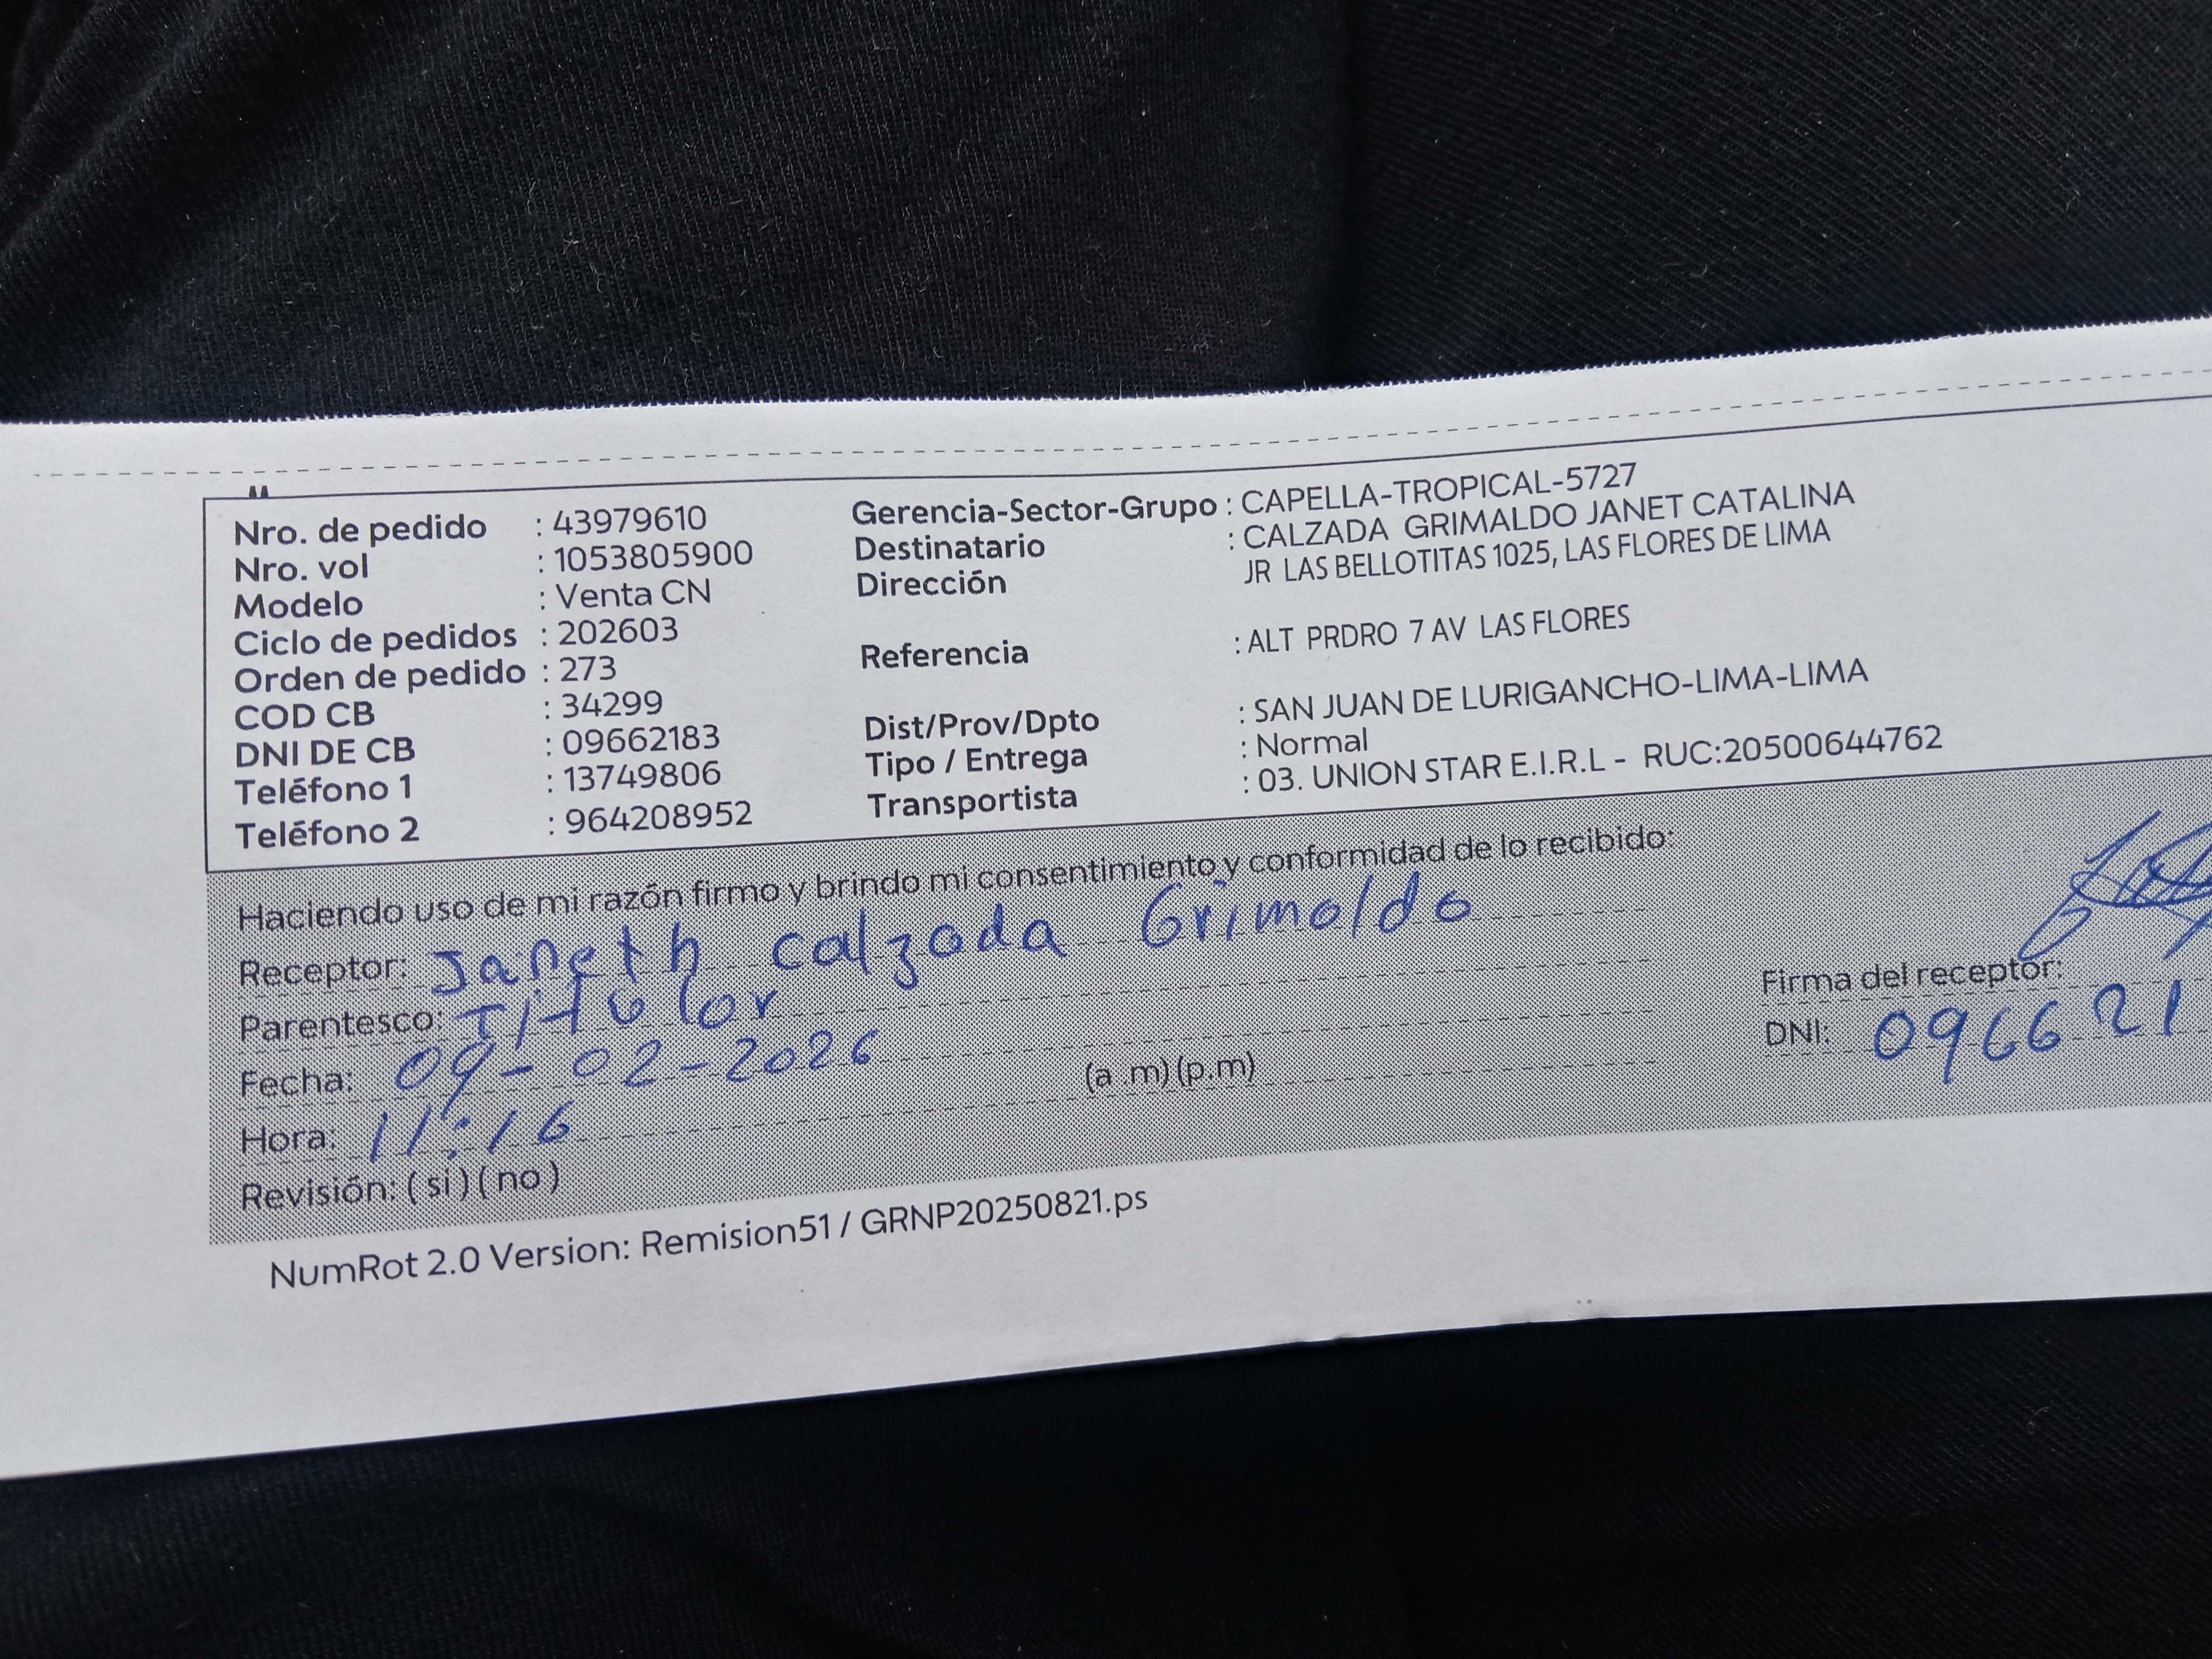 Nro. de pedido : 43979610
Nro. vol : 1053805900
Modelo : Venta CN
Ciclo de pedidos : 202603
Orden de pedido : 273
COD CB : 34299
DNI DE CB : 09662183
Teléfono 1 : 13749806
Teléfono 2 : 964208952
Gerencia-Sector-Grupo : CAPELLA-TROPICAL-5727
Destinatario : CALZADA GRIMALDO JANET CATALINA
Dirección JR LAS BELLOTITAS 1025, LAS FLORES DE LIMA
Referencia : ALT PRDRO 7 AV LAS FLORES
Dist/Prov/Dpto : SAN JUAN DE LURIGANCHO-LIMA-LIMA
Tipo / Entrega : Normal
Transportista : 03. UNION STAR E.I.R.L - RUC:20500644762
Haciendo uso de mi razón firmo y brindo mi consentimiento y conformidad de lo recibido:
Receptor: Janeth calzada Grimaldo
Parentesco: Titular
Fecha: 09-02-2026
Hora: 11:16 (a .m) (p.m)
Revisión: ( si ) ( no )
Firma del receptor:
DNI: 096621
NumRot 2.0 Version: Remision51 / GRNP20250821.ps